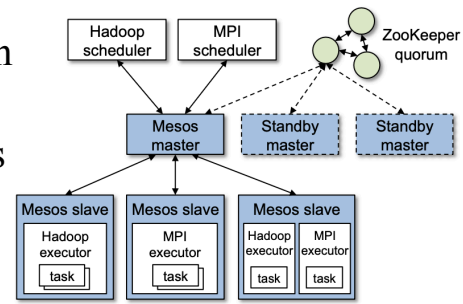 Hadoop
scheduler
MPI
scheduler
ZooKeeper
quorum
Mesos
master
Standby
master
Standby
master
Mesos slave
Hadoop
executor
task
Mesos slave
MPI
executor
task
Mesos slave
Hadoop
executor
task
MPI
executor
task